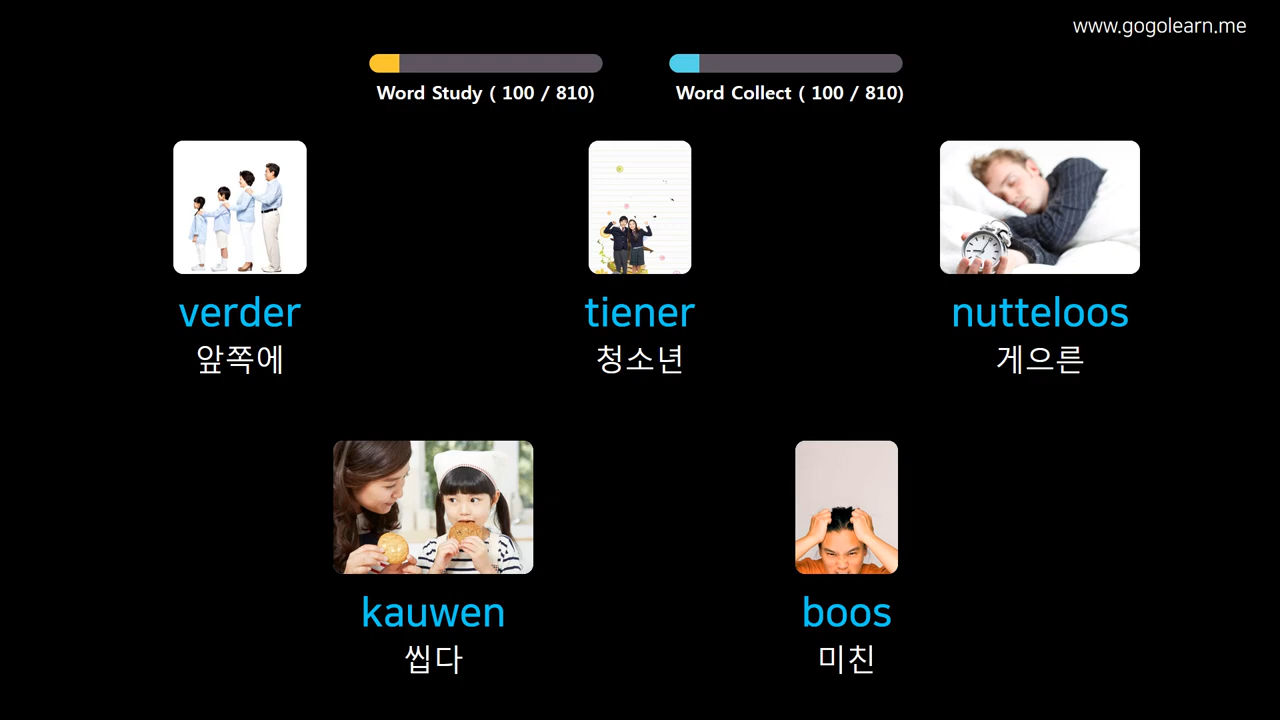 www.gogolearn.me
Word Study ( 100 / 810)
Word Collect ( 100 / 810)
verder
앞쪽에
tiener
청소년
nutteloos
게으른
kauwen
씹다
boos
미친